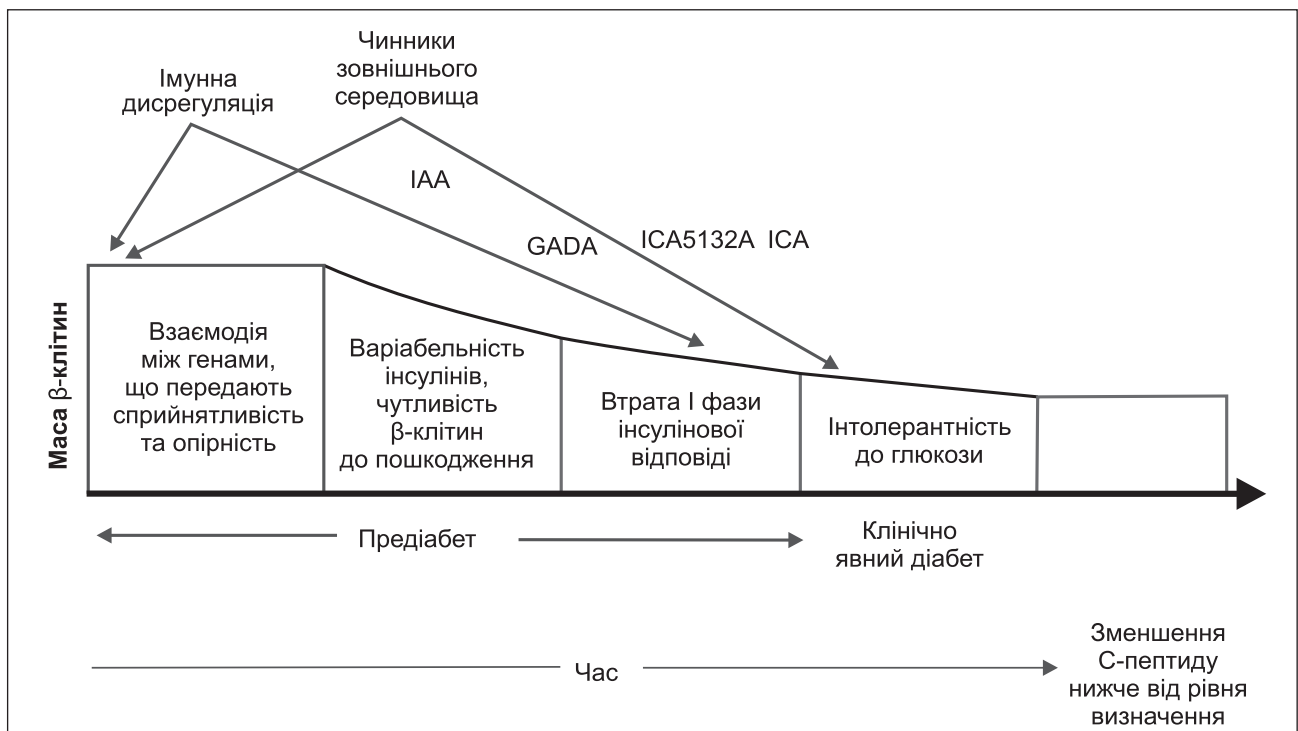 Імунна
дисрегуляція
Чинники
зовнішнього
середовища
IAA
GADA
ICA5132A ICA
Маса β-клітин
Взаємодія
між генами,
що передають
сприйнятливість
та опірність
Варіабельність
інсулінів,
чутливість
β-клітин
до пошкодження
Втрата I фази
інсулінової
відповіді
Інтолерантність
до глюкози
Предіабет
Клінічно
явний діабет
Час
Зменшення
С-пептиду
нижче від рівня
визначення